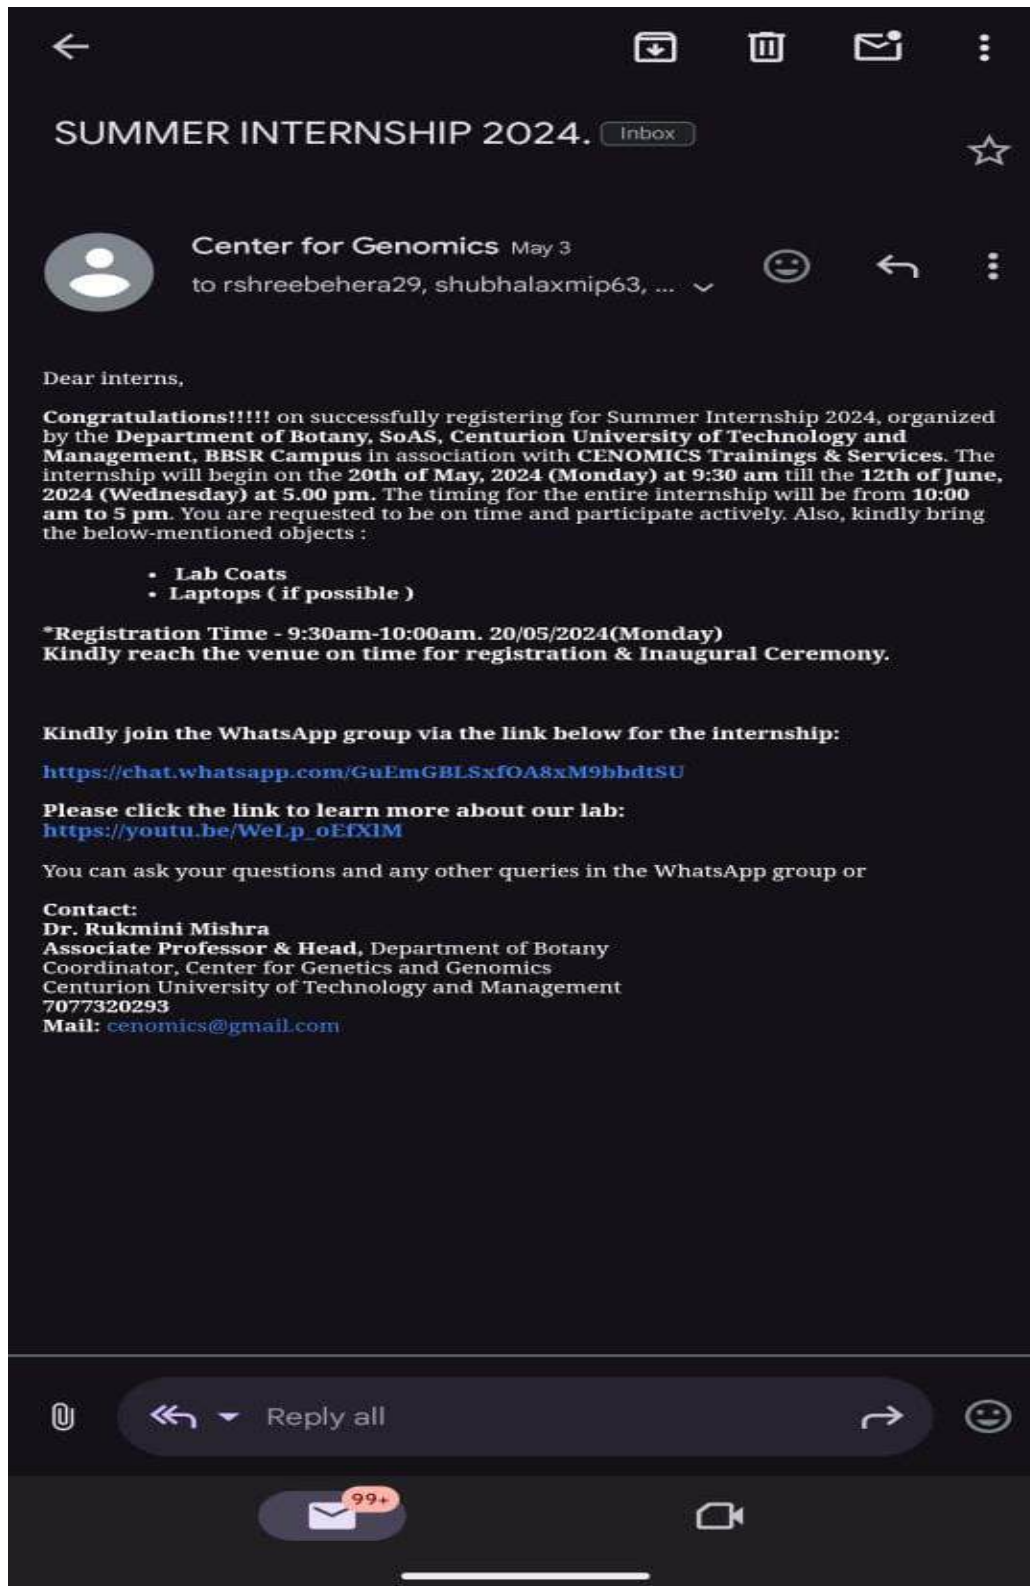 SUMMER INTERNSHIP 2024. Inbox
Center for Genomics May 3
to rshreebehera29, shubhalaxmip63, ...
Dear interns,
Congratulations!!!!! on successfully registering for Summer Internship 2024, organized
by the Department of Botany, SoAS, Centurion University of Technology and
Management, BBSR Campus in association with CENOMICS Trainings & Services. The
internship will begin on the 20th of May, 2024 (Monday) at 9:30 am till the 12th of June,
2024 (Wednesday) at 5.00 pm. The timing for the entire internship will be from 10:00
am to 5 pm. You are requested to be on time and participate actively. Also, kindly bring
the below-mentioned objects :
• Lab Coats
• Laptops ( if possible )
*Registration Time - 9:30am-10:00am. 20/05/2024(Monday)
Kindly reach the venue on time for registration & Inaugural Ceremony.
Kindly join the WhatsApp group via the link below for the internship:
https://chat.whatsapp.com/GuEmGBLSxfOA8xM9bbdtSU
Please click the link to learn more about our lab:
https://youtu.be/WeLp_oEfXlM
You can ask your questions and any other queries in the WhatsApp group or
Contact:
Dr. Rukmini Mishra
Associate Professor & Head, Department of Botany
Coordinator, Center for Genetics and Genomics
Centurion University of Technology and Management
7077320293
Mail: cenomics@gmail.com
Reply all
99+